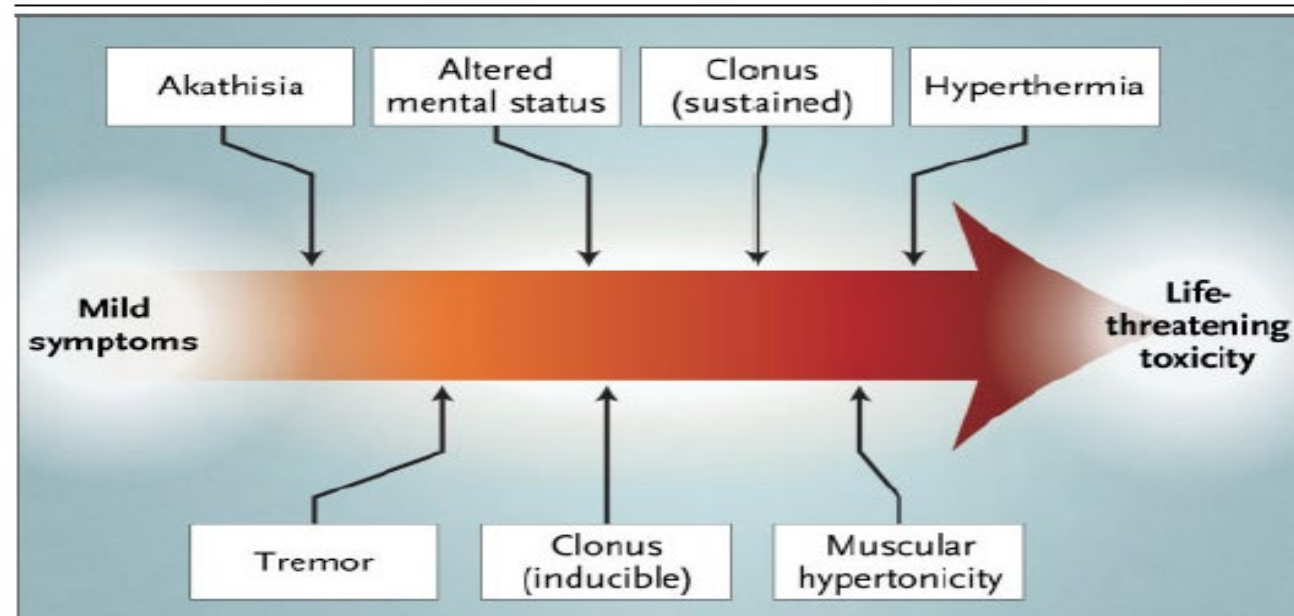 Akathisia
Altered
mental status
Clonus
(sustained)
Hyperthermia
Mild
symptoms
Life-
threatening
toxicity
Tremor
Clonus
(inducible)
Muscular
hypertonicity